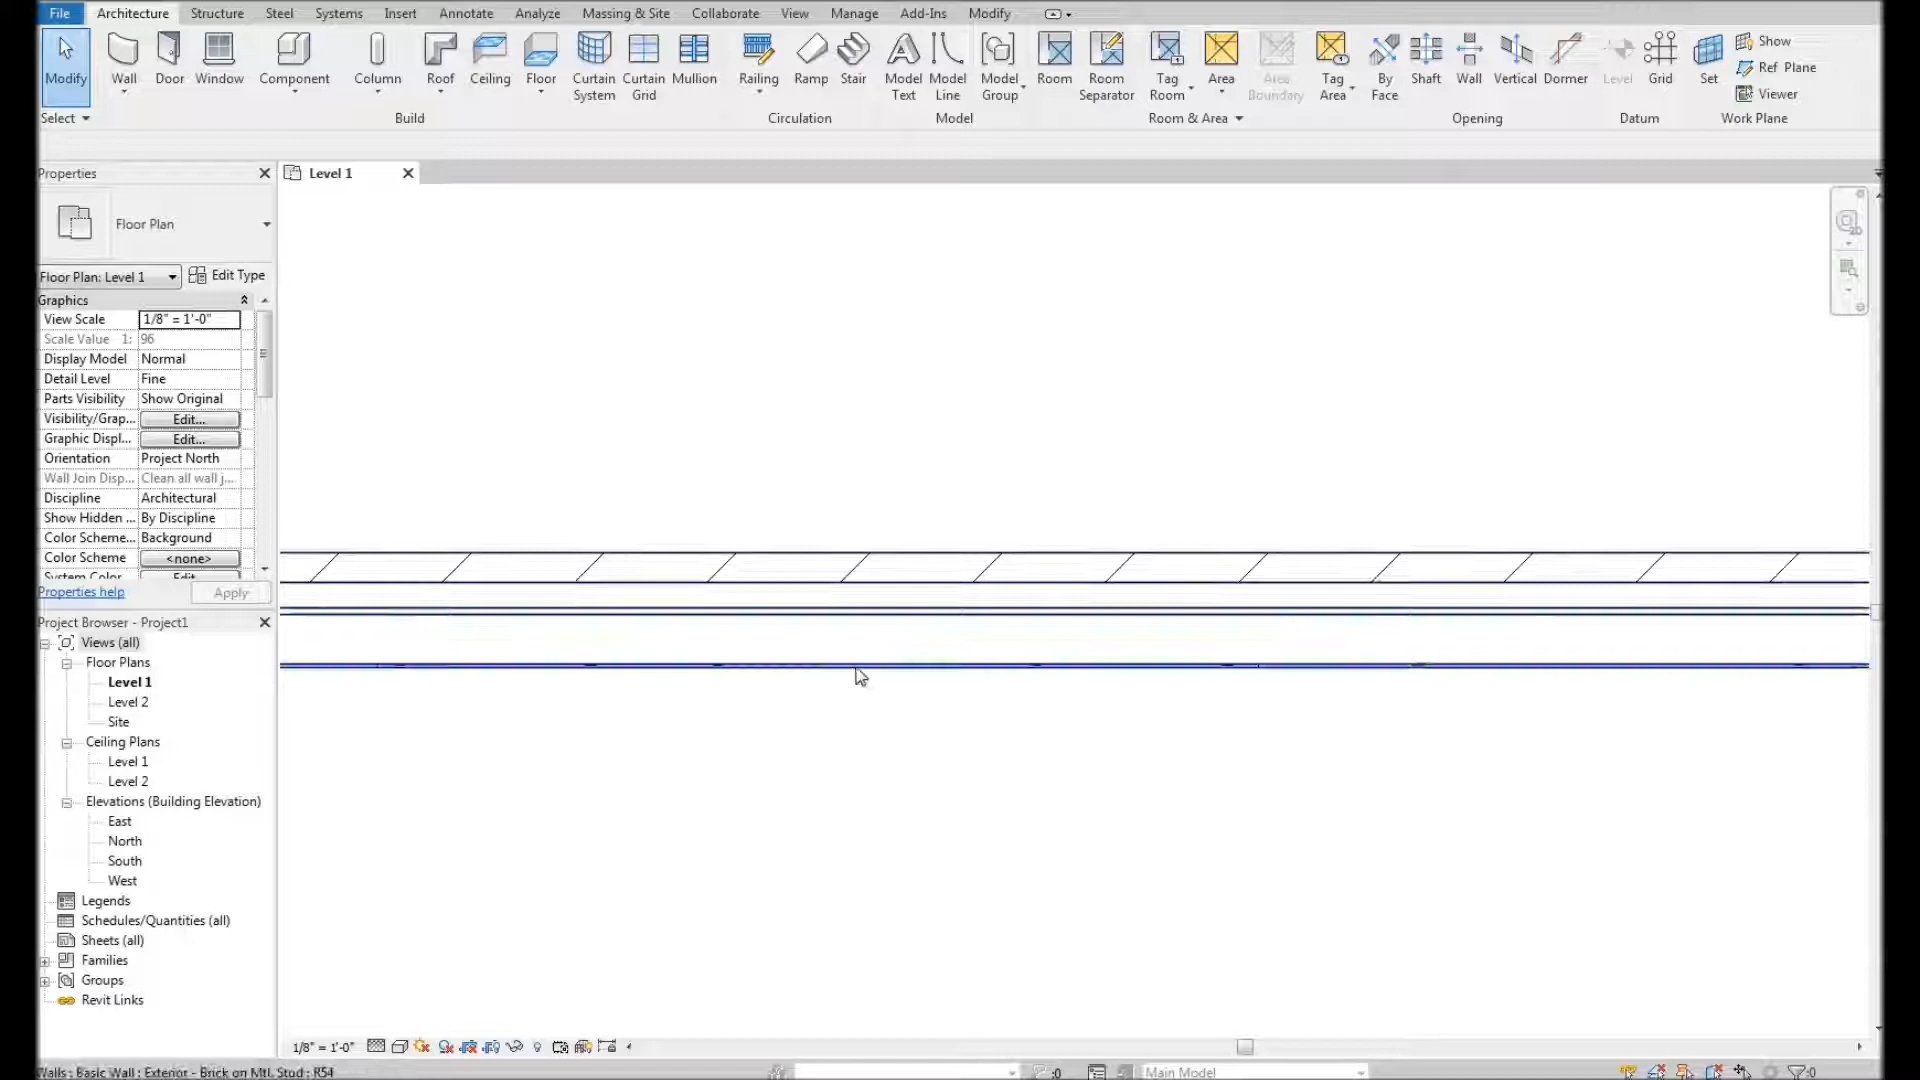 File Architecture Structure Steel Systems Insert Annotate Analyze Massing & Site Collaborate View Manage Add-Ins Modify
Modify Wall Door Window Component Column Roof Ceiling Floor Curtain System Curtain Grid Mullion Railing Ramp Stair Model Text Model Line Model Group Room Room Separator Tag Room Area Area Boundary Tag Area By Face Shaft Wall Vertical Dormer Level Grid Set Show Ref Plane Viewer
Select Build Circulation Model Room & Area Opening Datum Work Plane
Properties Level 1
Floor Plan
Floor Plan: Level 1 Edit Type
Graphics
View Scale 1/8" = 1'-0"
Scale Value 1: 96
Display Model Normal
Detail Level Fine
Parts Visibility Show Original
Visibility/Grap... Edit...
Graphic Displ... Edit...
Orientation Project North
Wall Join Disp... Clean all wall j...
Discipline Architectural
Show Hidden ... By Discipline
Color Scheme... Background
Color Scheme <none>
System Color Edit
Properties help Apply
Project Browser - Project1
Views (all)
Floor Plans
Level 1
Level 2
Site
Ceiling Plans
Level 1
Level 2
Elevations (Building Elevation)
East
North
South
West
Legends
Schedules/Quantities (all)
Sheets (all)
Families
Groups
Revit Links
1/8" = 1'-0"
Walls : Basic Wall : Exterior - Brick on Mtl. Stud : R54 :0 Main Model :0